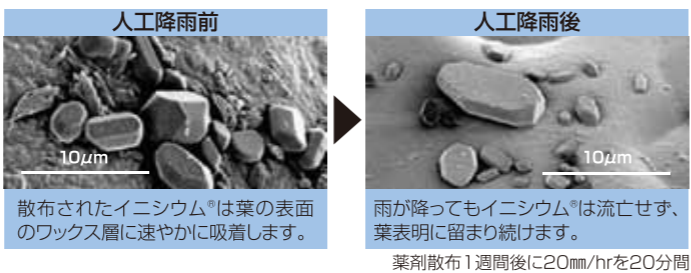 人工降雨前
人工降雨後
10μm
10μm
散布されたイニシウム®は葉の表面
のワックス層に速やかに吸着します。
雨が降ってもイニシウム®は流亡せず、
葉表明に留まり続けます。
薬剤散布1週間後に20㎜/hrを20分間